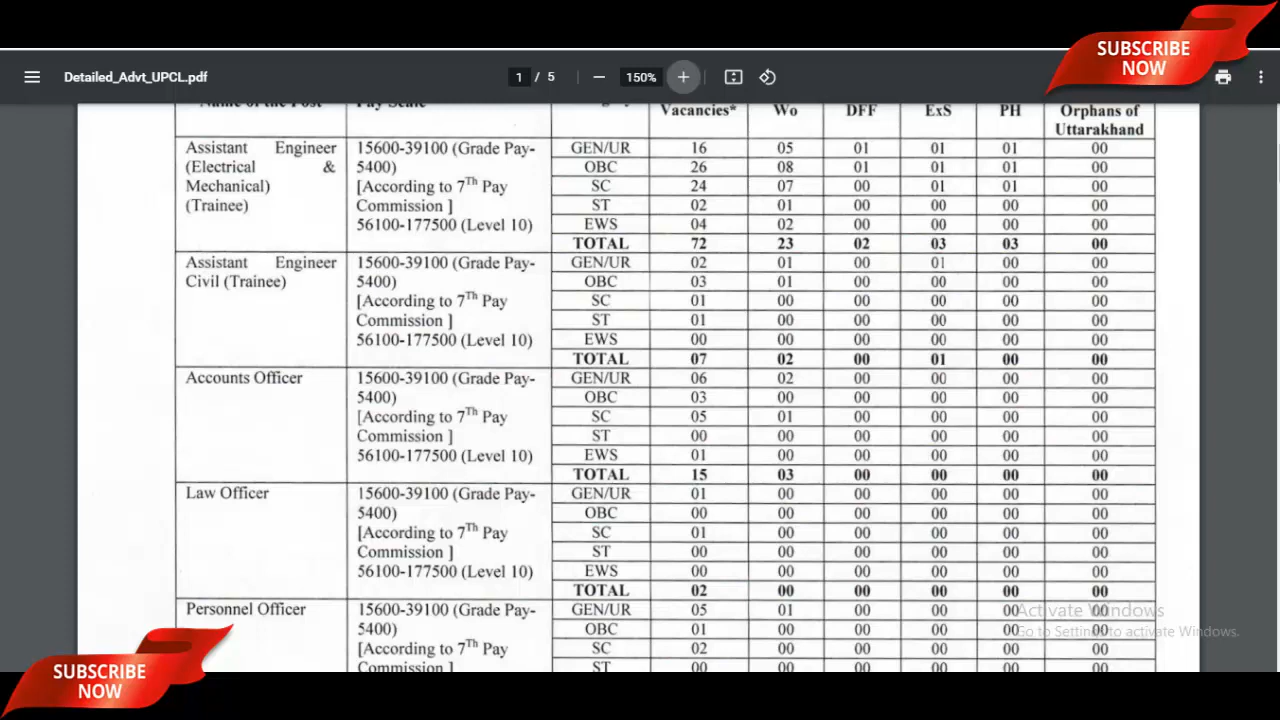 SUBSCRIBE
NOW
Detailed_Advt_UPCL.pdf 1 / 5 150%
Name of the Post Pay Scale Vacancies* Wo DFF ExS PH Orphans of
Uttarakhand
Assistant Engineer 15600-39100 (Grade Pay- GEN/UR 16 05 01 01 01 00
(Electrical & 5400) OBC 26 08 01 01 01 00
Mechanical) [According to 7Th Pay SC 24 07 00 01 01 00
(Trainee) Commission ] ST 02 01 00 00 00 00
56100-177500 (Level 10) EWS 04 02 00 00 00 00
TOTAL 72 23 02 03 03 00
Assistant Engineer 15600-39100 (Grade Pay- GEN/UR 02 01 00 01 00 00
Civil (Trainee) 5400) OBC 03 01 00 00 00 00
[According to 7Th Pay SC 01 00 00 00 00 00
Commission ] ST 01 00 00 00 00 00
56100-177500 (Level 10) EWS 00 00 00 00 00 00
TOTAL 07 02 00 01 00 00
Accounts Officer 15600-39100 (Grade Pay- GEN/UR 06 02 00 00 00 00
5400) OBC 03 00 00 00 00 00
[According to 7Th Pay SC 05 01 00 00 00 00
Commission ] ST 00 00 00 00 00 00
56100-177500 (Level 10) EWS 01 00 00 00 00 00
TOTAL 15 03 00 00 00 00
Law Officer 15600-39100 (Grade Pay- GEN/UR 01 00 00 00 00 00
5400) OBC 00 00 00 00 00 00
[According to 7Th Pay SC 01 00 00 00 00 00
Commission ] ST 00 00 00 00 00 00
56100-177500 (Level 10) EWS 00 00 00 00 00 00
TOTAL 02 00 00 00 00 00
Personnel Officer 15600-39100 (Grade Pay- GEN/UR 05 01 00 00 00 00
5400) OBC 01 00 00 00 00 00
[According to 7Th Pay SC 02 00 00 00 00 00
Commission ] ST 00 00 00 00 00 00
Activate Windows
Go to Settings to activate Windows.
SUBSCRIBE
NOW